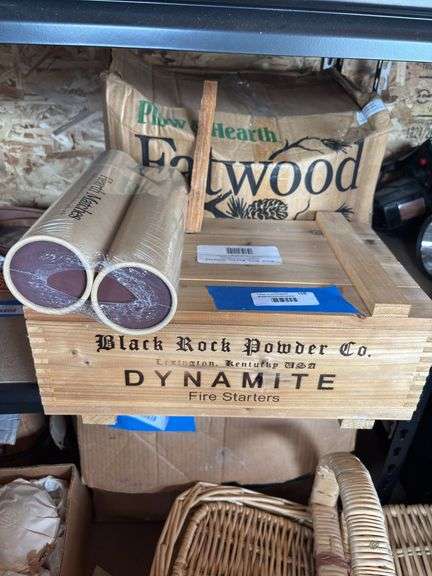 Plow & Hearth
Fatwood
Black Rock Powder Co.
Lexington, Kentucky USA
DYNAMITE
Fire Starters